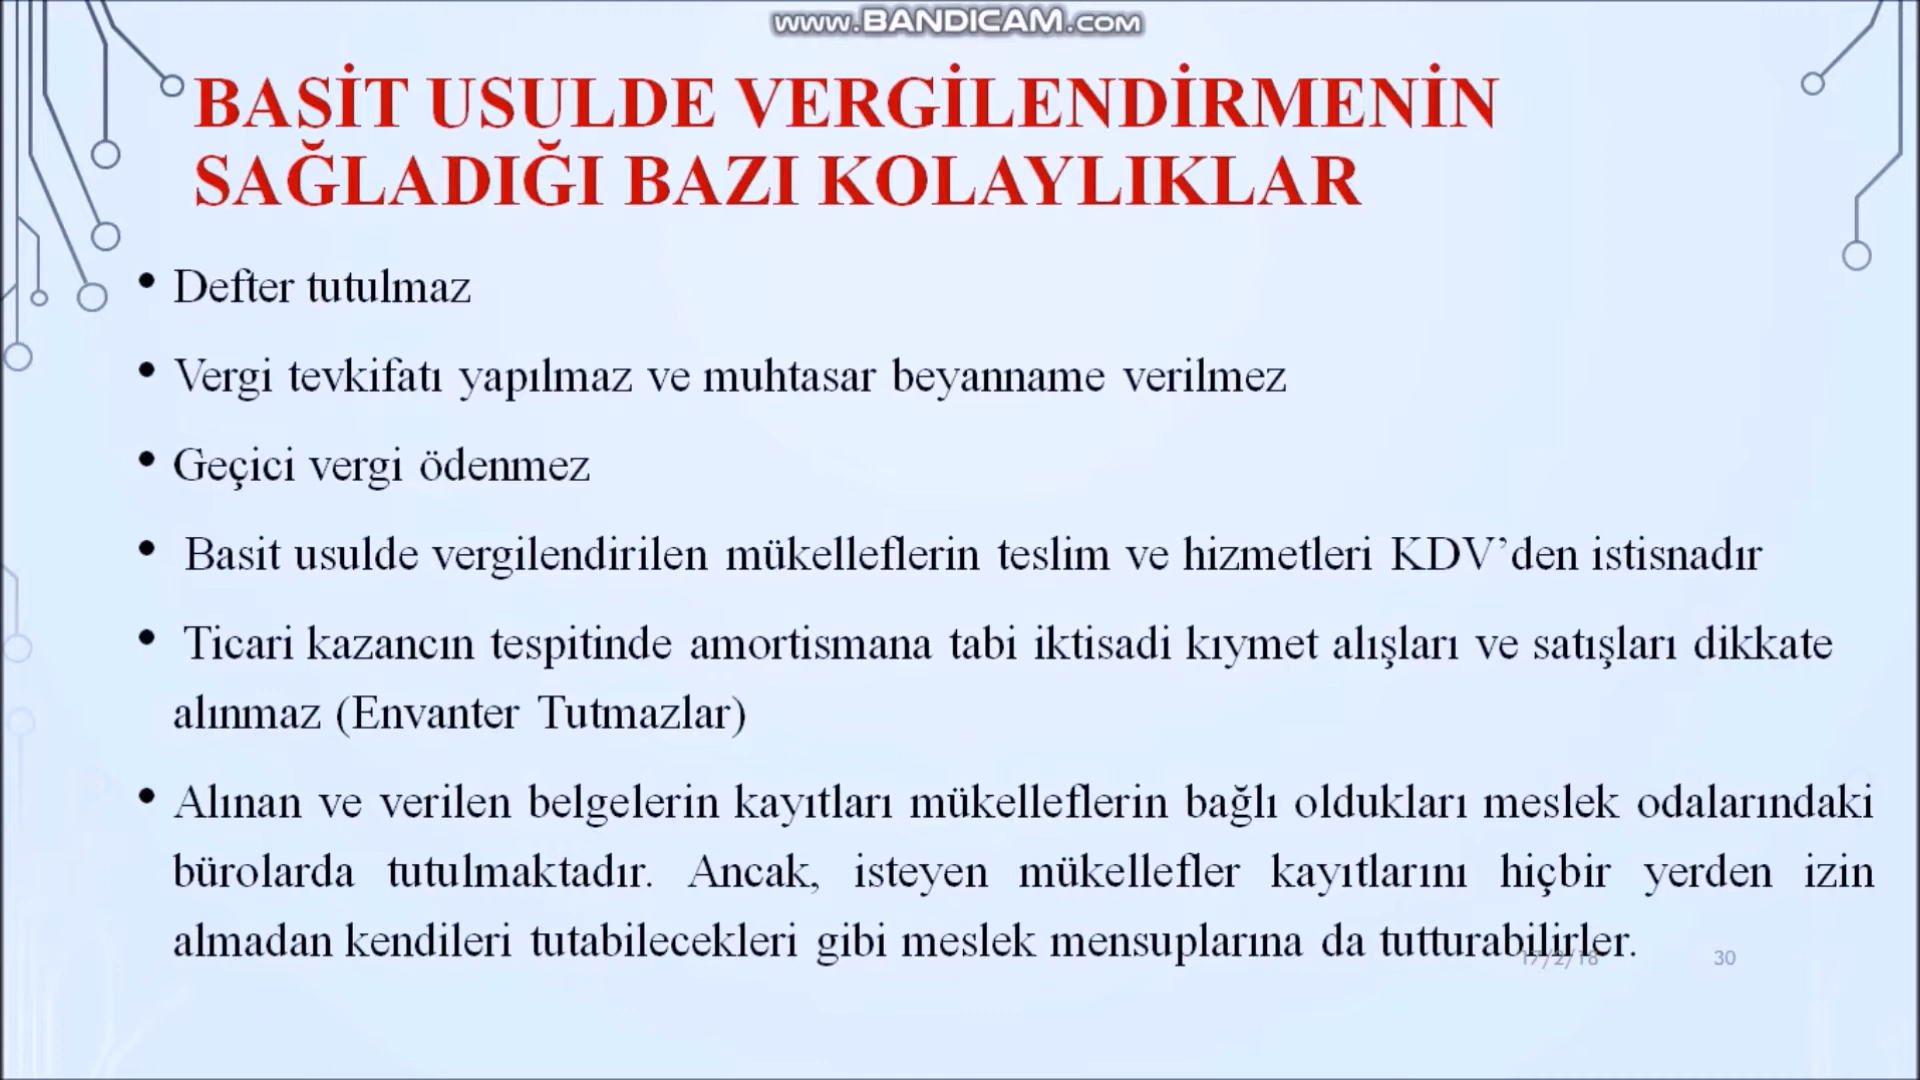 www.BANDICAM.com
BASİT USULDE VERGİLENDİRMENİN
SAĞLADIĞI BAZI KOLAYLIKLAR
• Defter tutulmaz
• Vergi tevkifatı yapılmaz ve muhtasar beyanname verilmez
• Geçici vergi ödenmez
• Basit usulde vergilendirilen mükelleflerin teslim ve hizmetleri KDV’den istisnadır
• Ticari kazancın tespitinde amortismana tabi iktisadi kıymet alışları ve satışları dikkate
alınmaz (Envanter Tutmazlar)
• Alınan ve verilen belgelerin kayıtları mükelleflerin bağlı oldukları meslek odalarındaki
bürolarda tutulmaktadır. Ancak, isteyen mükellefler kayıtlarını hiçbir yerden izin
almadan kendileri tutabilecekleri gibi meslek mensuplarına da tutturabilirler.
17/2/18
30